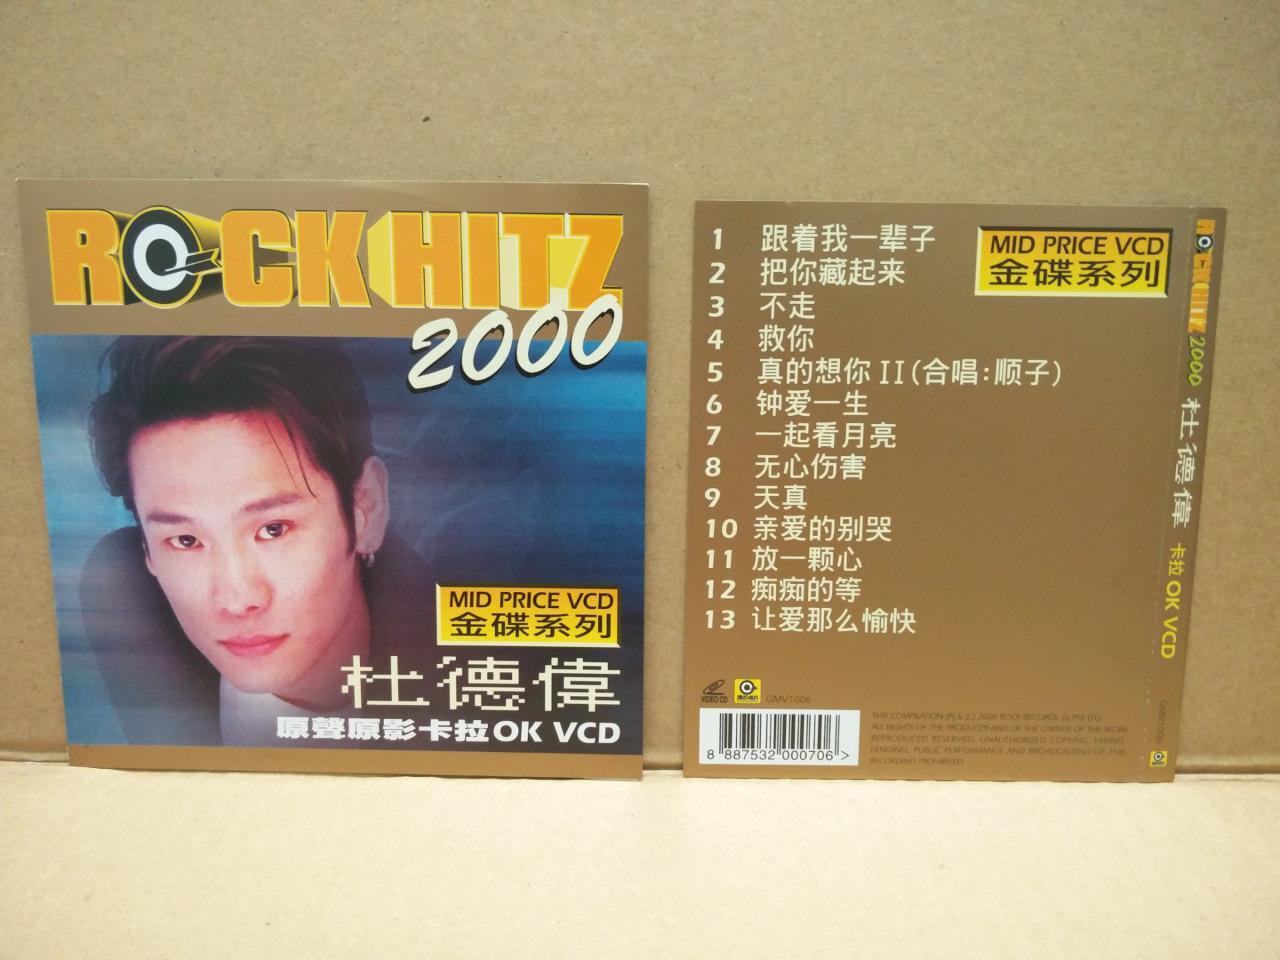 ROCK HITZ
2000
MID PRICE VCD
金碟系列
杜德偉
原聲原影卡拉OK VCD
1 跟着我一辈子
2 把你藏起来
3 不走
4 救你
5 真的想你 II(合唱:顺子)
6 钟爱一生
7 一起看月亮
8 无心伤害
9 天真
10 亲爱的别哭
11 放一颗心
12 痴痴的等
13 让爱那么愉快
MID PRICE VCD
金碟系列
VIDEO CD
滚石唱片
GMV1006
8 887532 000706 >
THIS COMPILATION [P] & [C] 2000 ROCK RECORDS (S) PTE LTD.
ALL RIGHTS OF THE PRODUCER AND OF THE OWNER OF THE WORK
REPRODUCED RESERVED. UNAUTHORISED COPYING, HIRING,
LENDING, PUBLIC PERFORMANCE AND BROADCASTING OF THIS
RECORDING PROHIBITED.
ROCK HITZ 2000 杜德偉 卡拉OK VCD
GMV1006